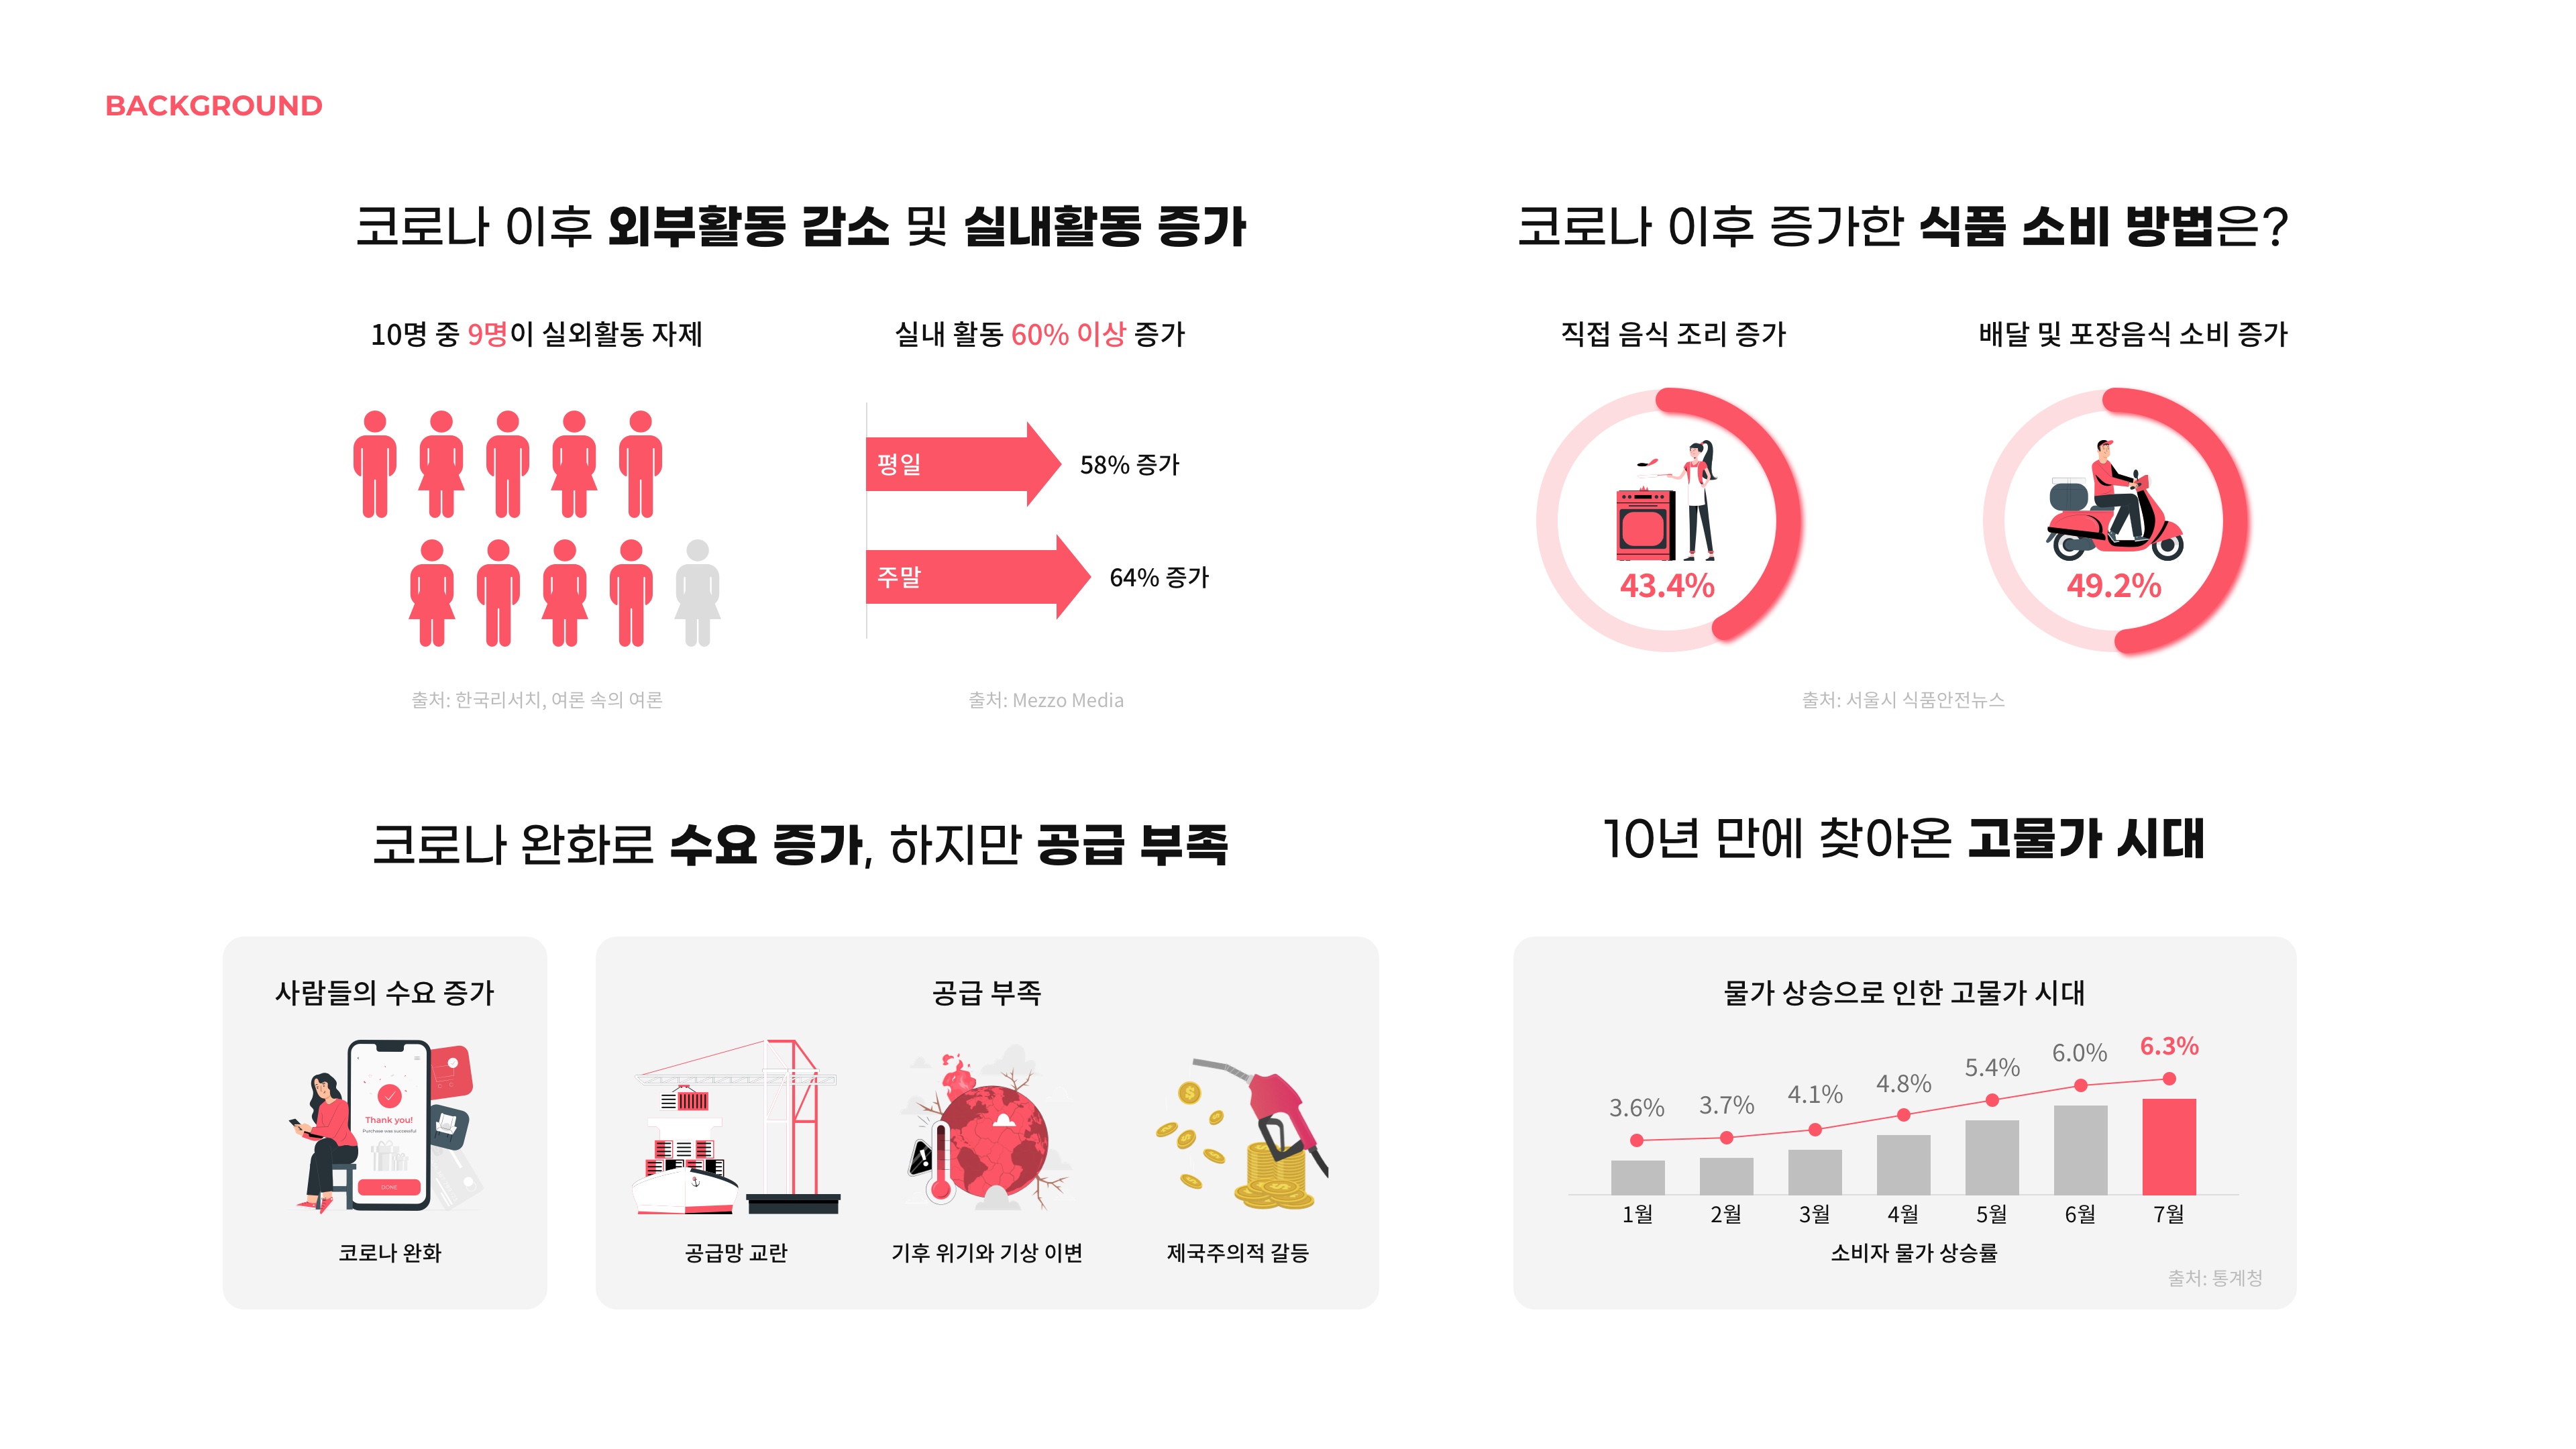 BACKGROUND
코로나 이후 외부활동 감소 및 실내활동 증가
10명 중 9명이 실외활동 자제
실내 활동 60% 이상 증가
평일
58% 증가
주말
64% 증가
출처: 한국리서치, 여론 속의 여론
출처: Mezzo Media
코로나 이후 증가한 식품 소비 방법은?
직접 음식 조리 증가
배달 및 포장음식 소비 증가
43.4%
49.2%
출처: 서울시 식품안전뉴스
코로나 완화로 수요 증가, 하지만 공급 부족
사람들의 수요 증가
Thank you!
Purchase was successful
DONE
코로나 완화
공급 부족
공급망 교란
기후 위기와 기상 이변
제국주의적 갈등
10년 만에 찾아온 고물가 시대
물가 상승으로 인한 고물가 시대
3.6%
3.7%
4.1%
4.8%
5.4%
6.0%
6.3%
1월
2월
3월
4월
5월
6월
7월
소비자 물가 상승률
출처: 통계청